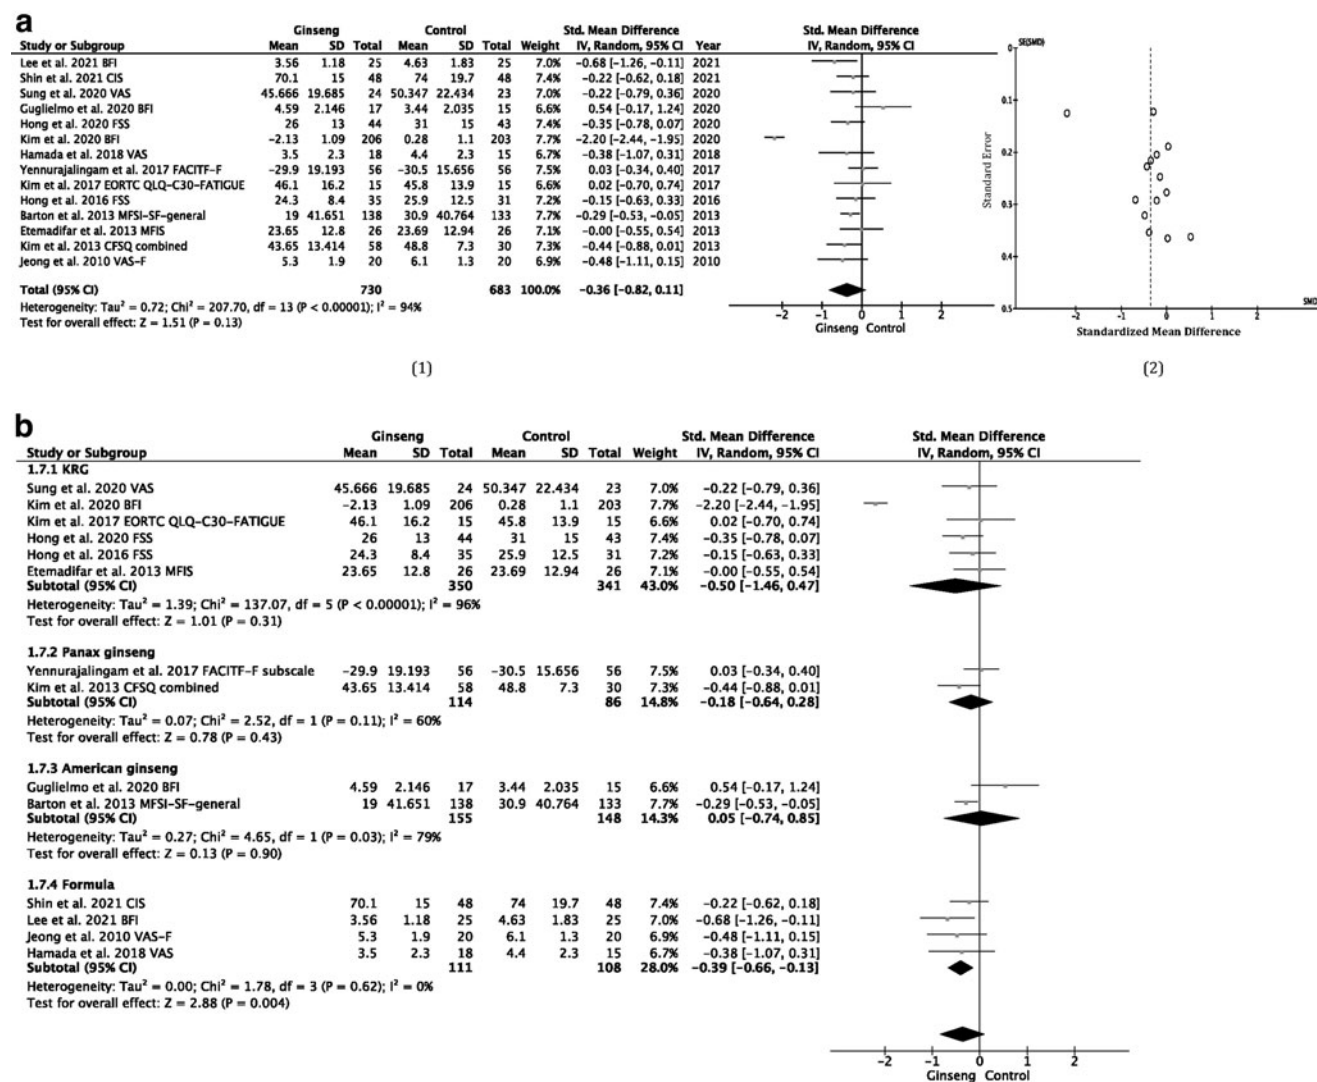 a
Ginseng Control Std. Mean Difference Std. Mean Difference
Study or Subgroup Mean SD Total Mean SD Total Weight IV, Random, 95% CI Year IV, Random, 95% CI
Lee et al. 2021 BFI 3.56 1.18 25 4.63 1.83 25 7.0% −0.68 [−1.26, −0.11] 2021
Shin et al. 2021 CIS 70.1 15 48 74 19.7 48 7.4% −0.22 [−0.62, 0.18] 2021
Sung et al. 2020 VAS 45.666 19.685 24 50.347 22.434 23 7.0% −0.22 [−0.79, 0.36] 2020
Guglielmo et al. 2020 BFI 4.59 2.146 17 3.44 2.035 15 6.6% 0.54 [−0.17, 1.24] 2020
Hong et al. 2020 FSS 26 13 44 31 15 43 7.4% −0.35 [−0.78, 0.07] 2020
Kim et al. 2020 BFI −2.13 1.09 206 0.28 1.1 203 7.7% −2.20 [−2.44, −1.95] 2020
Hamada et al. 2018 VAS 3.5 2.3 18 4.4 2.3 15 6.7% −0.38 [−1.07, 0.31] 2018
Yennurajalingam et al. 2017 FACITF−F −29.9 19.193 56 −30.5 15.656 56 7.5% 0.03 [−0.34, 0.40] 2017
Kim et al. 2017 EORTC QLQ−C30−FATIGUE 46.1 16.2 15 45.8 13.9 15 6.6% 0.02 [−0.70, 0.74] 2017
Hong et al. 2016 FSS 24.3 8.4 35 25.9 12.5 31 7.2% −0.15 [−0.63, 0.33] 2016
Barton et al. 2013 MFSI−SF−general 19 41.651 138 30.9 40.764 133 7.7% −0.29 [−0.53, −0.05] 2013
Etemadifar et al. 2013 MFIS 23.65 12.8 26 23.69 12.94 26 7.1% −0.00 [−0.55, 0.54] 2013
Kim et al. 2013 CFSQ combined 43.65 13.414 58 48.8 7.3 30 7.3% −0.44 [−0.88, 0.01] 2013
Jeong et al. 2010 VAS−F 5.3 1.9 20 6.1 1.3 20 6.9% −0.48 [−1.11, 0.15] 2010
Total (95% CI) 730 683 100.0% −0.36 [−0.82, 0.11]
Heterogeneity: Tau² = 0.72; Chi² = 207.70, df = 13 (P < 0.00001); I² = 94%
Test for overall effect: Z = 1.51 (P = 0.13)
−2 −1 0 1 2
Ginseng Control
(1)
SE(SMD)
0
0.1
0.2
0.3
0.4
0.5
Standard Error
−2 −1 0 1 2
SMD
Standardized Mean Difference
(2)
b
Ginseng Control Std. Mean Difference Std. Mean Difference
Study or Subgroup Mean SD Total Mean SD Total Weight IV, Random, 95% CI IV, Random, 95% CI
1.7.1 KRG
Sung et al. 2020 VAS 45.666 19.685 24 50.347 22.434 23 7.0% −0.22 [−0.79, 0.36]
Kim et al. 2020 BFI −2.13 1.09 206 0.28 1.1 203 7.7% −2.20 [−2.44, −1.95]
Kim et al. 2017 EORTC QLQ−C30−FATIGUE 46.1 16.2 15 45.8 13.9 15 6.6% 0.02 [−0.70, 0.74]
Hong et al. 2020 FSS 26 13 44 31 15 43 7.4% −0.35 [−0.78, 0.07]
Hong et al. 2016 FSS 24.3 8.4 35 25.9 12.5 31 7.2% −0.15 [−0.63, 0.33]
Etemadifar et al. 2013 MFIS 23.65 12.8 26 23.69 12.94 26 7.1% −0.00 [−0.55, 0.54]
Subtotal (95% CI) 350 341 43.0% −0.50 [−1.46, 0.47]
Heterogeneity: Tau² = 1.39; Chi² = 137.07, df = 5 (P < 0.00001); I² = 96%
Test for overall effect: Z = 1.01 (P = 0.31)
1.7.2 Panax ginseng
Yennurajalingam et al. 2017 FACITF−F subscale −29.9 19.193 56 −30.5 15.656 56 7.5% 0.03 [−0.34, 0.40]
Kim et al. 2013 CFSQ combined 43.65 13.414 58 48.8 7.3 30 7.3% −0.44 [−0.88, 0.01]
Subtotal (95% CI) 114 86 14.8% −0.18 [−0.64, 0.28]
Heterogeneity: Tau² = 0.07; Chi² = 2.52, df = 1 (P = 0.11); I² = 60%
Test for overall effect: Z = 0.78 (P = 0.43)
1.7.3 American ginseng
Guglielmo et al. 2020 BFI 4.59 2.146 17 3.44 2.035 15 6.6% 0.54 [−0.17, 1.24]
Barton et al. 2013 MFSI−SF−general 19 41.651 138 30.9 40.764 133 7.7% −0.29 [−0.53, −0.05]
Subtotal (95% CI) 155 148 14.3% 0.05 [−0.74, 0.85]
Heterogeneity: Tau² = 0.27; Chi² = 4.65, df = 1 (P = 0.03); I² = 79%
Test for overall effect: Z = 0.13 (P = 0.90)
1.7.4 Formula
Shin et al. 2021 CIS 70.1 15 48 74 19.7 48 7.4% −0.22 [−0.62, 0.18]
Lee et al. 2021 BFI 3.56 1.18 25 4.63 1.83 25 7.0% −0.68 [−1.26, −0.11]
Jeong et al. 2010 VAS−F 5.3 1.9 20 6.1 1.3 20 6.9% −0.48 [−1.11, 0.15]
Hamada et al. 2018 VAS 3.5 2.3 18 4.4 2.3 15 6.7% −0.38 [−1.07, 0.31]
Subtotal (95% CI) 111 108 28.0% −0.39 [−0.66, −0.13]
Heterogeneity: Tau² = 0.00; Chi² = 1.78, df = 3 (P = 0.62); I² = 0%
Test for overall effect: Z = 2.88 (P = 0.004)
−2 −1 0 1 2
Ginseng Control